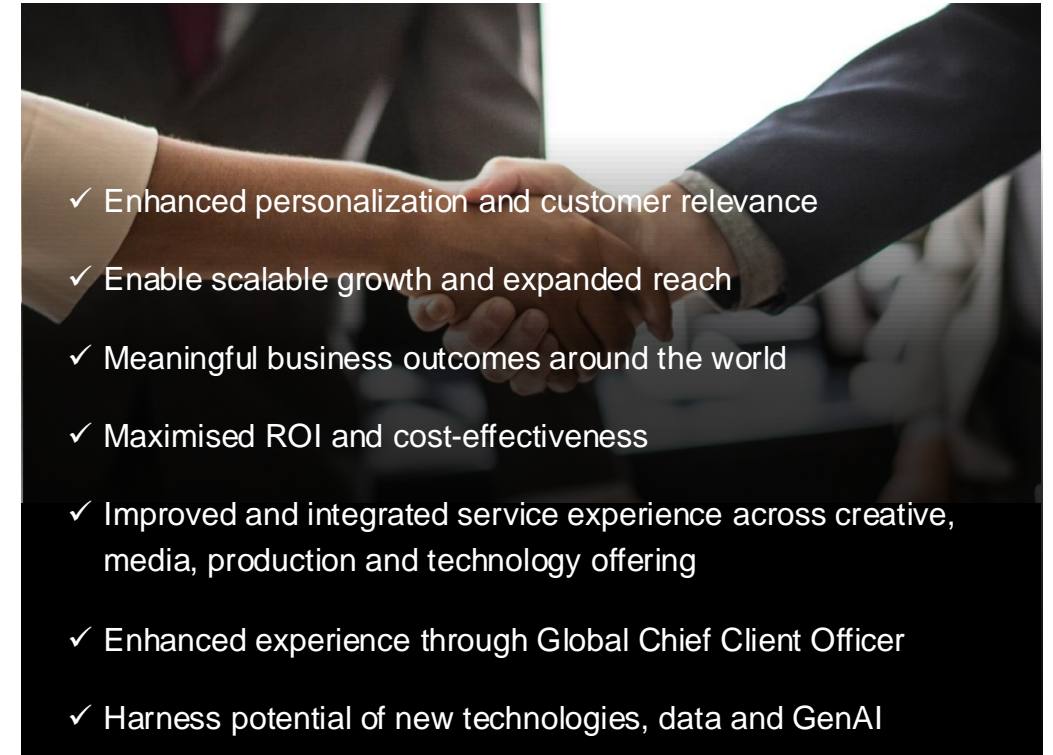 ✓ Enhanced personalization and customer relevance
✓ Enable scalable growth and expanded reach
✓ Meaningful business outcomes around the world
✓ Maximised ROI and cost-effectiveness
✓ Improved and integrated service experience across creative,
media, production and technology offering
✓ Enhanced experience through Global Chief Client Officer
✓ Harness potential of new technologies, data and GenAI